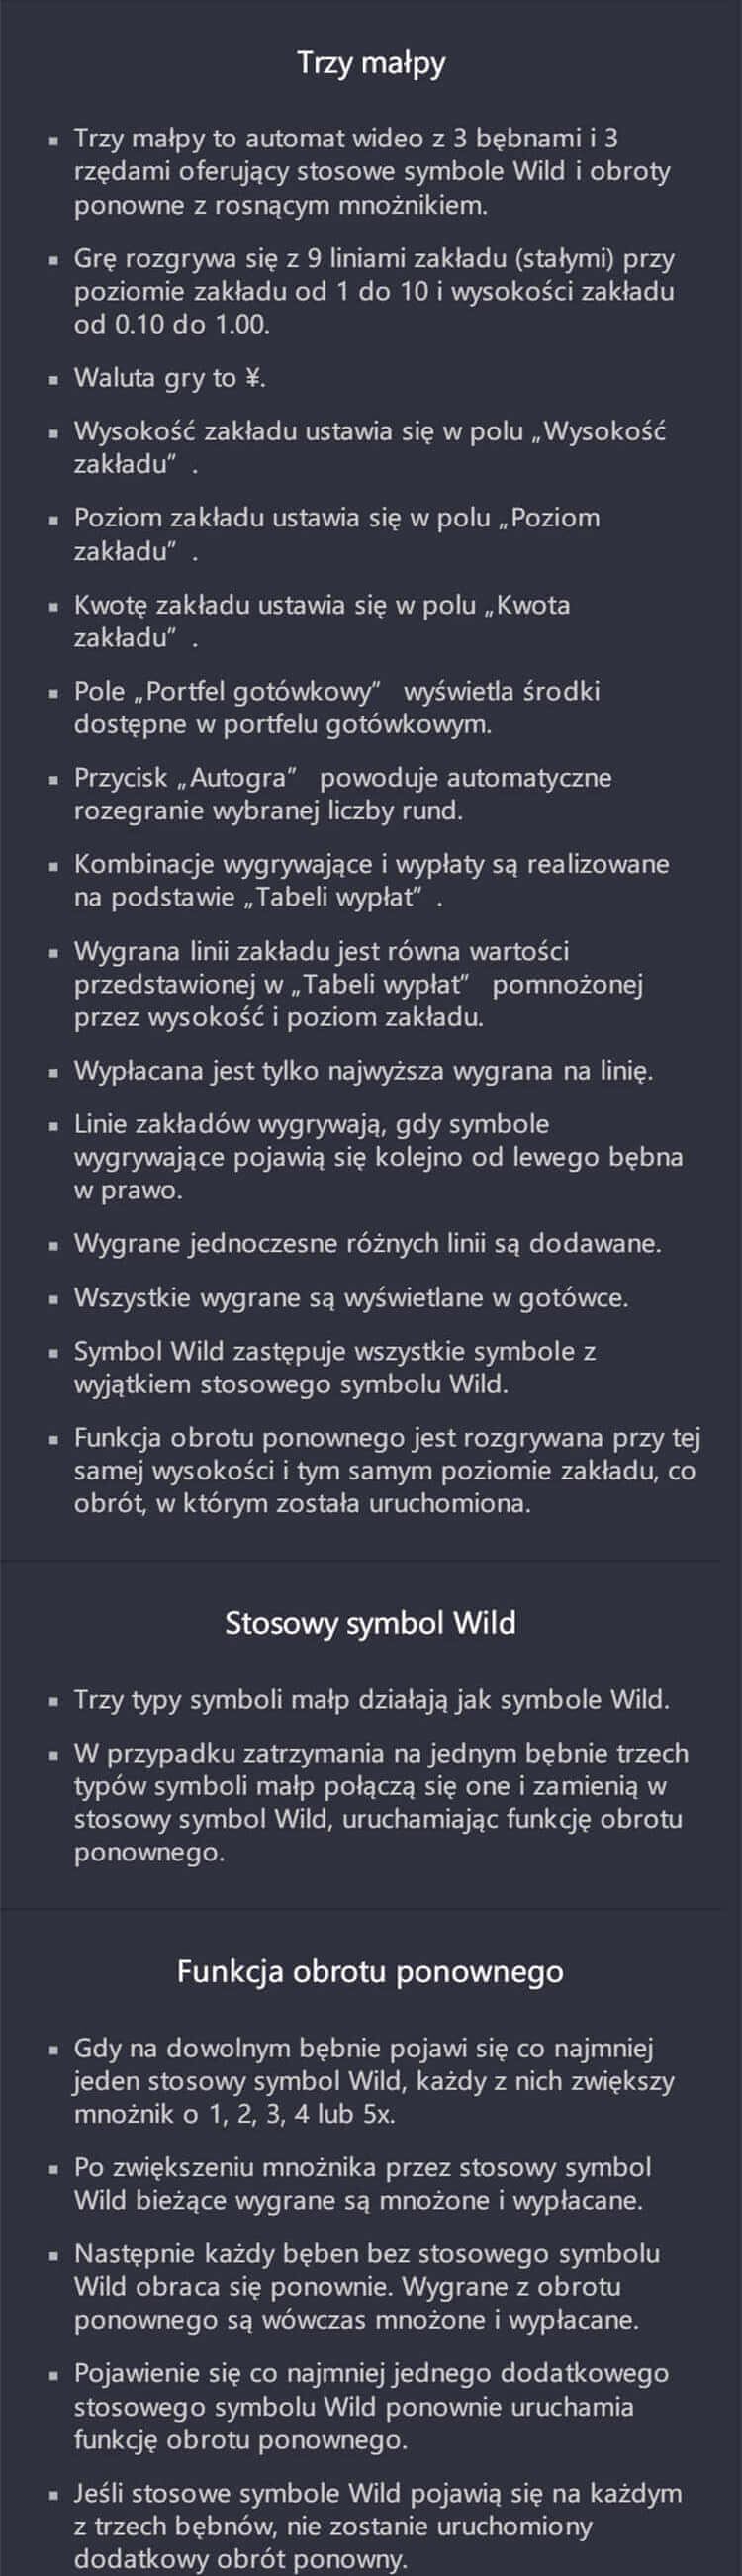 Trzy małpy
▪ Trzy małpy to automat wideo z 3 bębnami i 3
rzędami oferujący stosowe symbole Wild i obroty
ponowne z rosnącym mnożnikiem.
▪ Grę rozgrywa się z 9 liniami zakładu (stałymi) przy
poziomie zakładu od 1 do 10 i wysokości zakładu
od 0.10 do 1.00.
▪ Waluta gry to ¥.
▪ Wysokość zakładu ustawia się w polu „Wysokość
zakładu” .
▪ Poziom zakładu ustawia się w polu „Poziom
zakładu” .
▪ Kwotę zakładu ustawia się w polu „Kwota
zakładu” .
▪ Pole „Portfel gotówkowy” wyświetla środki
dostępne w portfelu gotówkowym.
▪ Przycisk „Autogra” powoduje automatyczne
rozegranie wybranej liczby rund.
▪ Kombinacje wygrywające i wypłaty są realizowane
na podstawie „Tabeli wypłat” .
▪ Wygrana linii zakładu jest równa wartości
przedstawionej w „Tabeli wypłat” pomnożonej
przez wysokość i poziom zakładu.
▪ Wypłacana jest tylko najwyższa wygrana na linię.
▪ Linie zakładów wygrywają, gdy symbole
wygrywające pojawią się kolejno od lewego bębna
w prawo.
▪ Wygrane jednoczesne różnych linii są dodawane.
▪ Wszystkie wygrane są wyświetlane w gotówce.
▪ Symbol Wild zastępuje wszystkie symbole z
wyjątkiem stosowego symbolu Wild.
▪ Funkcja obrotu ponownego jest rozgrywana przy tej
samej wysokości i tym samym poziomie zakładu, co
obrót, w którym została uruchomiona.
Stosowy symbol Wild
▪ Trzy typy symboli małp działają jak symbole Wild.
▪ W przypadku zatrzymania na jednym bębnie trzech
typów symboli małp połączą się one i zamienią w
stosowy symbol Wild, uruchamiając funkcję obrotu
ponownego.
Funkcja obrotu ponownego
▪ Gdy na dowolnym bębnie pojawi się co najmniej
jeden stosowy symbol Wild, każdy z nich zwiększy
mnożnik o 1, 2, 3, 4 lub 5x.
▪ Po zwiększeniu mnożnika przez stosowy symbol
Wild bieżące wygrane są mnożone i wypłacane.
▪ Następnie każdy bęben bez stosowego symbolu
Wild obraca się ponownie. Wygrane z obrotu
ponownego są wówczas mnożone i wypłacane.
▪ Pojawienie się co najmniej jednego dodatkowego
stosowego symbolu Wild ponownie uruchamia
funkcję obrotu ponownego.
▪ Jeśli stosowe symbole Wild pojawią się na każdym
z trzech bębnów, nie zostanie uruchomiony
dodatkowy obrót ponowny.